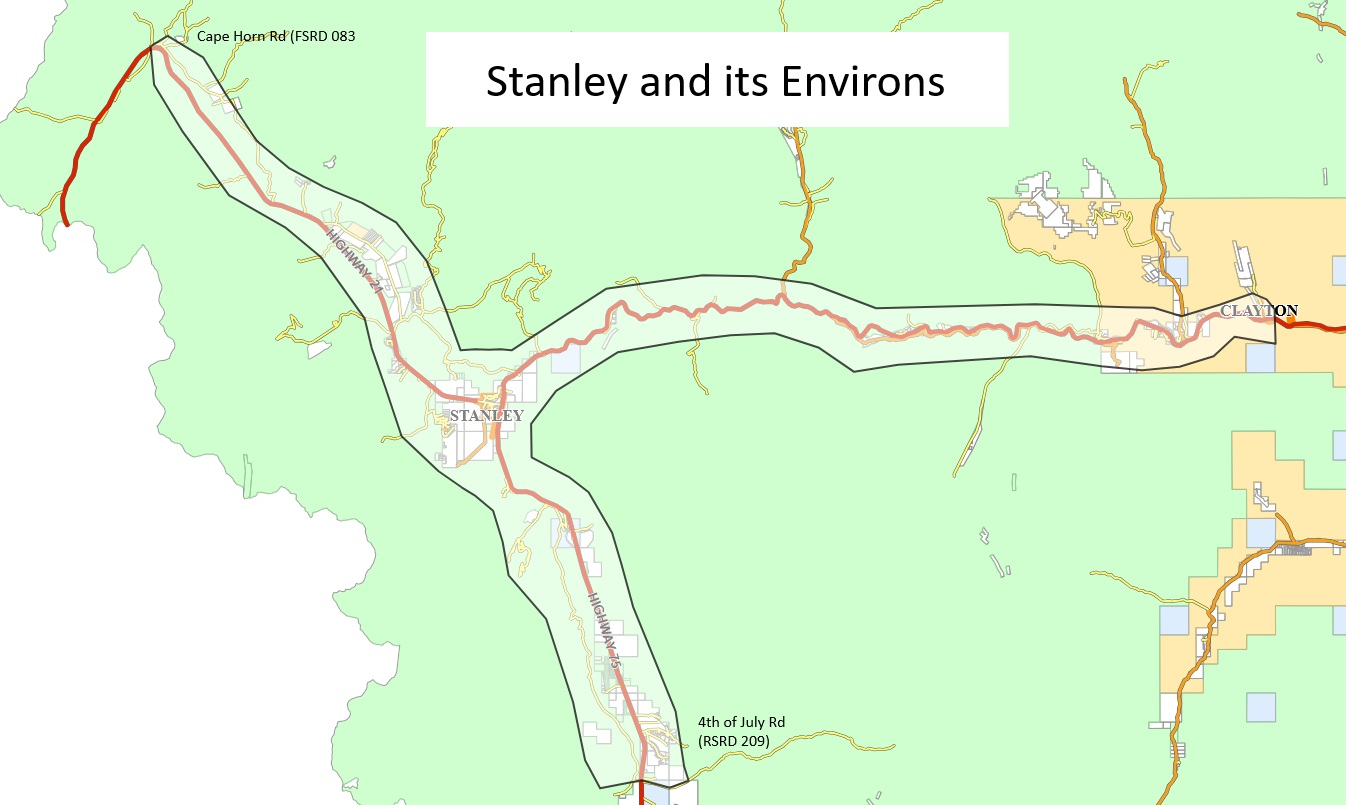 Cape Horn Rd (FSRD 083
Stanley and its Environs
HIGHWAY 21
CLAYTON
STANLEY
HIGHWAY 75
4th of July Rd
(RSRD 209)